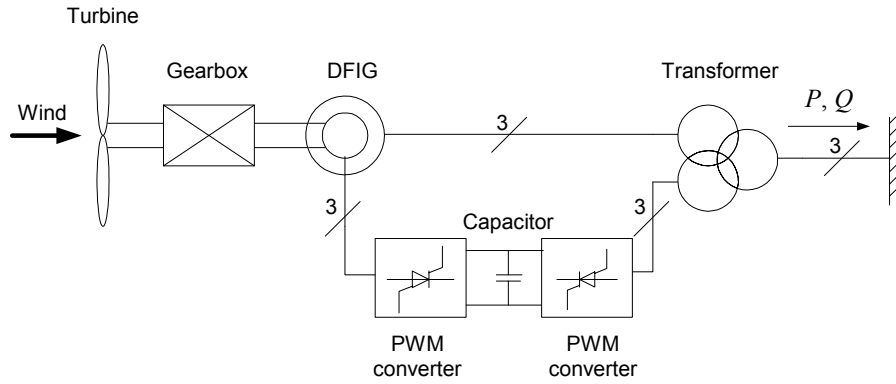 Turbine
Gearbox
DFIG
Transformer
P, Q
Wind
3
3
3
Capacitor
3
PWM
converter
PWM
converter